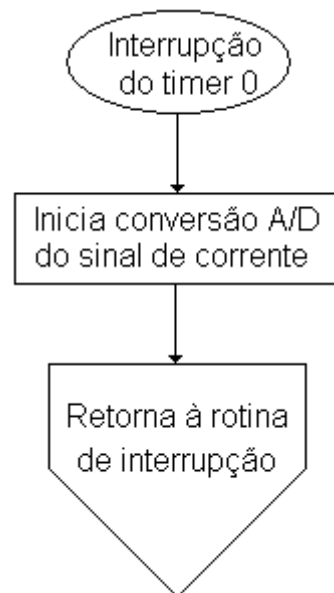 Interrupção
do timer 0
Inicia conversão A/D
do sinal de corrente
Retorna à rotina
de interrupção